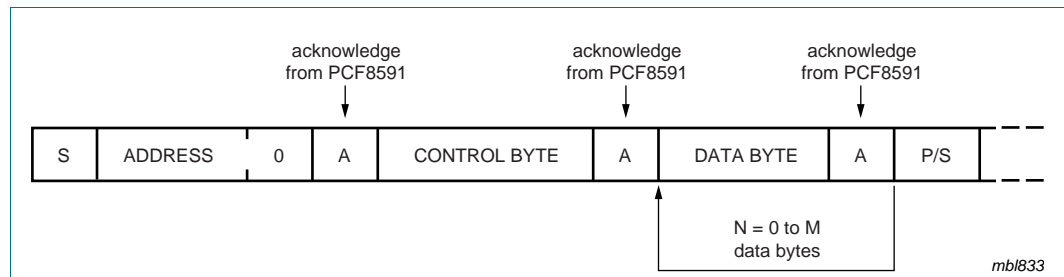 acknowledge
from PCF8591
acknowledge
from PCF8591
acknowledge
from PCF8591
S ADDRESS 0 A CONTROL BYTE A DATA BYTE A P/S
N = 0 to M
data bytes
mbl833